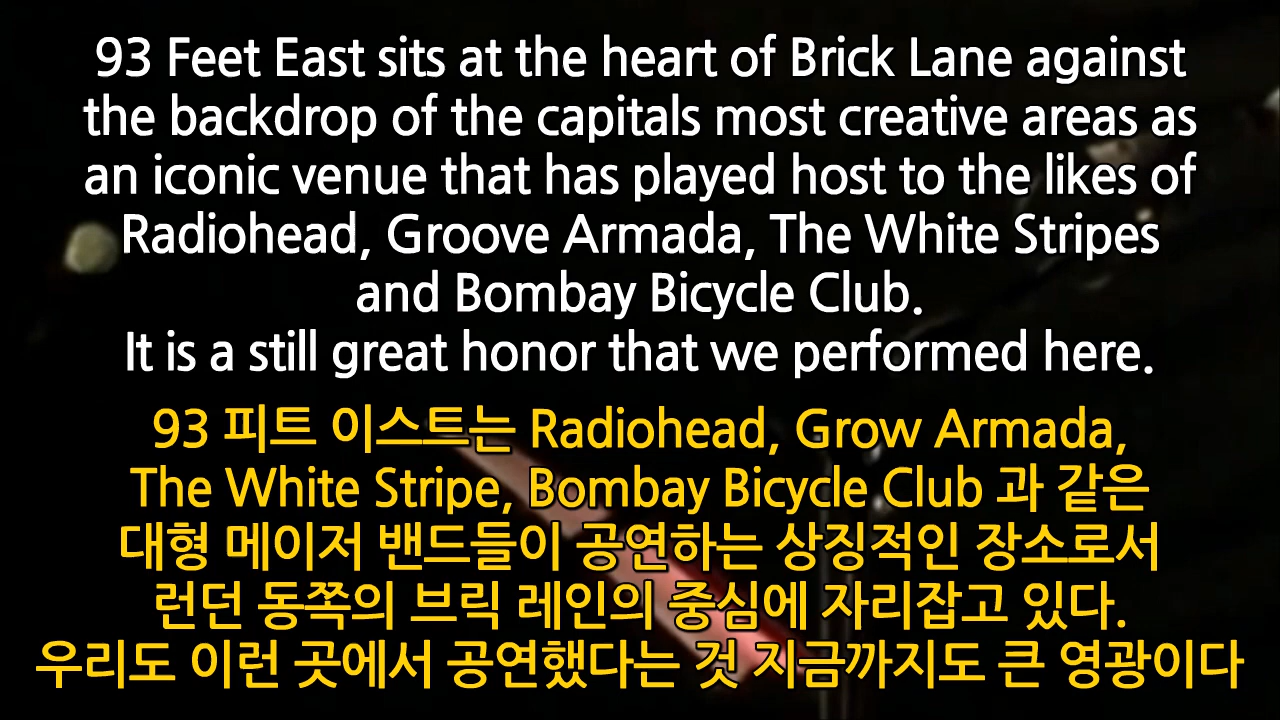 93 Feet East sits at the heart of Brick Lane against
the backdrop of the capitals most creative areas as
an iconic venue that has played host to the likes of
Radiohead, Groove Armada, The White Stripes
and Bombay Bicycle Club.
It is a still great honor that we performed here.
93 피트 이스트는 Radiohead, Grow Armada,
The White Stripe, Bombay Bicycle Club 과 같은
대형 메이저 밴드들이 공연하는 상징적인 장소로서
런던 동쪽의 브릭 레인의 중심에 자리잡고 있다.
우리도 이런 곳에서 공연했다는 것 지금까지도 큰 영광이다